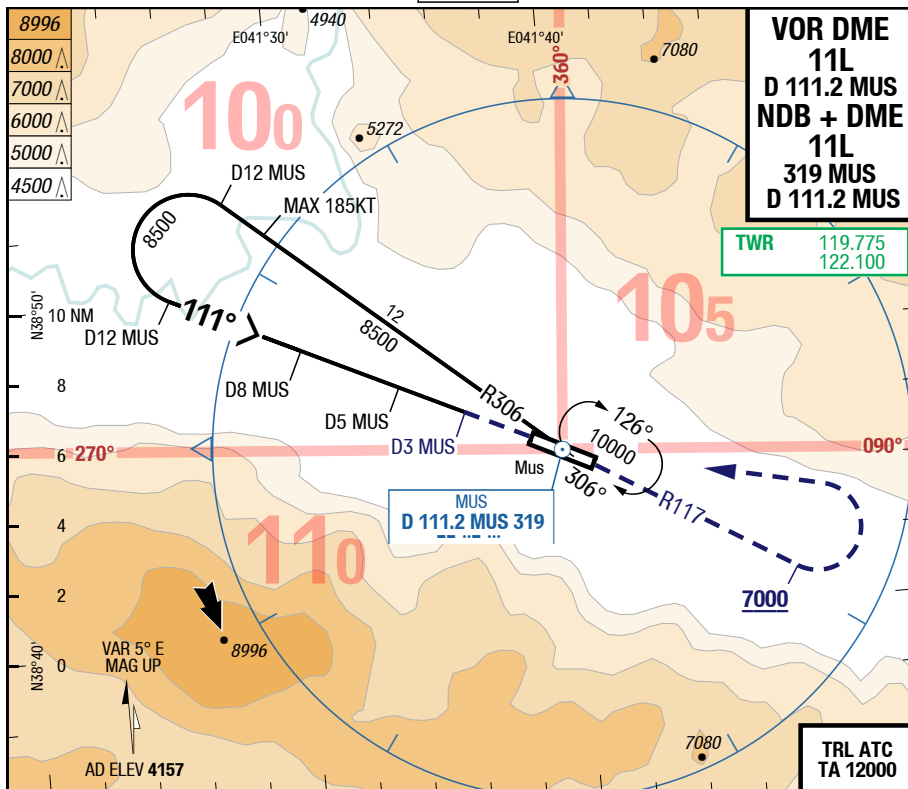 8996
8000
7000
6000
5000
4500
4940
E041°30'
E041°40'
7080
360°
VOR DME
11L
D 111.2 MUS
NDB + DME
11L
319 MUS
D 111.2 MUS
100
5272
D12 MUS
MAX 185KT
TWR 119.775
122.100
8500
105
N38°50'
10 NM
111°
D12 MUS
12
8500
D8 MUS
8
D5 MUS
R306
126°
10000
D3 MUS
270°
6
Mus
306°
090°
MUS
D 111.2 MUS 319
R117
110
4
7000
2
8996
VAR 5° E
MAG UP
N38°40'
0
7080
AD ELEV 4157
TRL ATC
TA 12000